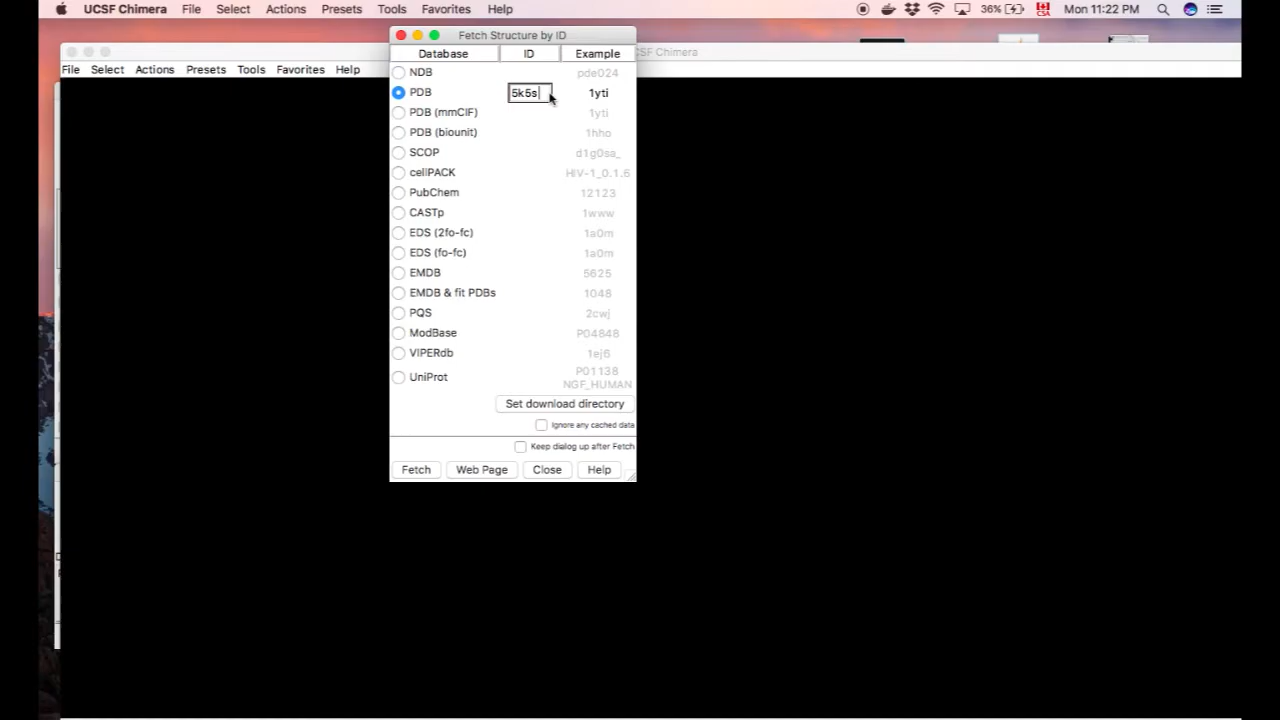 UCSF Chimera File Select Actions Presets Tools Favorites Help 36% CSA Mon 11:22 PM
Fetch Structure by ID
SF Chimera
File Select Actions Presets Tools Favorites Help
Database ID Example
NDB pde024
PDB 5k5s 1yti
PDB (mmCIF) 1yti
PDB (biounit) 1hho
SCOP d1g0sa_
cellPACK HIV-1_0.1.6
PubChem 12123
CASTp 1www
EDS (2fo-fc) 1a0m
EDS (fo-fc) 1a0m
EMDB 5625
EMDB & fit PDBs 1048
PQS 2cwj
ModBase P04848
VIPERdb 1ej6
UniProt P01138
NGF_HUMAN
Set download directory
Ignore any cached data
Keep dialog up after Fetch
Fetch Web Page Close Help